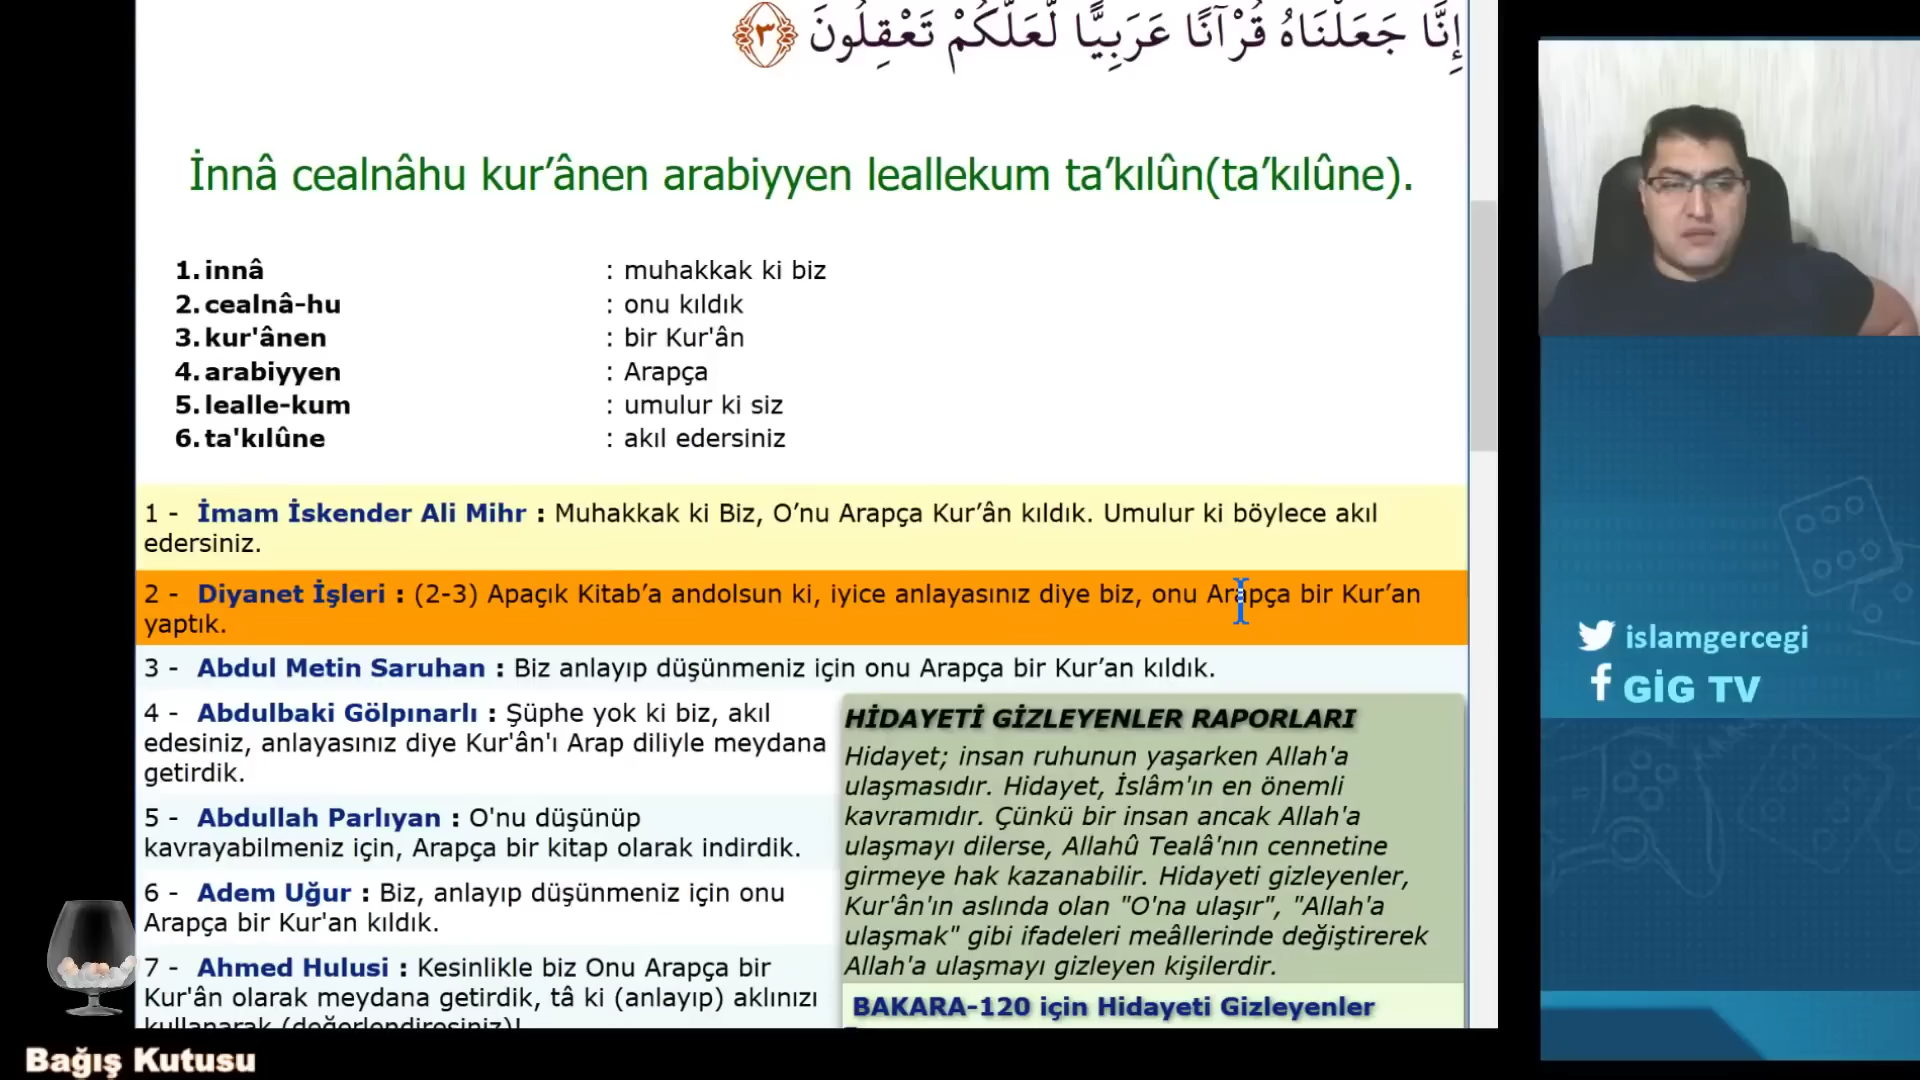 إِنَّا جَعَلْنَاهُ قُرْآنًا عَرَبِيًّا لَّعَلَّكُمْ تَعْقِلُونَ ﴿٣﴾
İnnâ cealnâhu kur’ânen arabiyyen leallekum ta’kılûn(ta’kılûne).
1. innâ : muhakkak ki biz
2. cealnâ-hu : onu kıldık
3. kur'ânen : bir Kur'ân
4. arabiyyen : Arapça
5. lealle-kum : umulur ki siz
6. ta'kılûne : akıl edersiniz
1 - İmam İskender Ali Mihr : Muhakkak ki Biz, O’nu Arapça Kur’ân kıldık. Umulur ki böylece akıl
edersiniz.
2 - Diyanet İşleri : (2-3) Apaçık Kitab’a andolsun ki, iyice anlayasınız diye biz, onu Arapça bir Kur’an
yaptık.
3 - Abdul Metin Saruhan : Biz anlayıp düşünmeniz için onu Arapça bir Kur’an kıldık.
4 - Abdulbaki Gölpınarlı : Şüphe yok ki biz, akıl
edesiniz, anlayasınız diye Kur'ân'ı Arap diliyle meydana
getirdik.
5 - Abdullah Parlıyan : O'nu düşünüp
kavrayabilmeniz için, Arapça bir kitap olarak indirdik.
6 - Adem Uğur : Biz, anlayıp düşünmeniz için onu
Arapça bir Kur'an kıldık.
7 - Ahmed Hulusi : Kesinlikle biz Onu Arapça bir
Kur'ân olarak meydana getirdik, tâ ki (anlayıp) aklınızı
kullanarak (değerlendiresiniz)!
HİDAYETİ GİZLEYENLER RAPORLARI
Hidayet; insan ruhunun yaşarken Allah'a
ulaşmasıdır. Hidayet, İslâm'ın en önemli
kavramıdır. Çünkü bir insan ancak Allah'a
ulaşmayı dilerse, Allahû Tealâ'nın cennetine
girmeye hak kazanabilir. Hidayeti gizleyenler,
Kur'ân'ın aslında olan "O'na ulaşır", "Allah'a
ulaşmak" gibi ifadeleri meâllerinde değiştirerek
Allah'a ulaşmayı gizleyen kişilerdir.
BAKARA-120 için Hidayeti Gizleyenler
islamgercegi
GİG TV
Bağış Kutusu